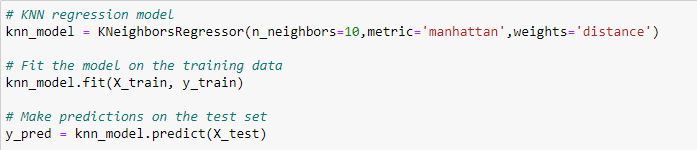 # KNN regression model
knn_model = KNeighborsRegressor(n_neighbors=10,metric='manhattan',weights='distance')
# Fit the model on the training data
knn_model.fit(X_train, y_train)
# Make predictions on the test set
y_pred = knn_model.predict(X_test)